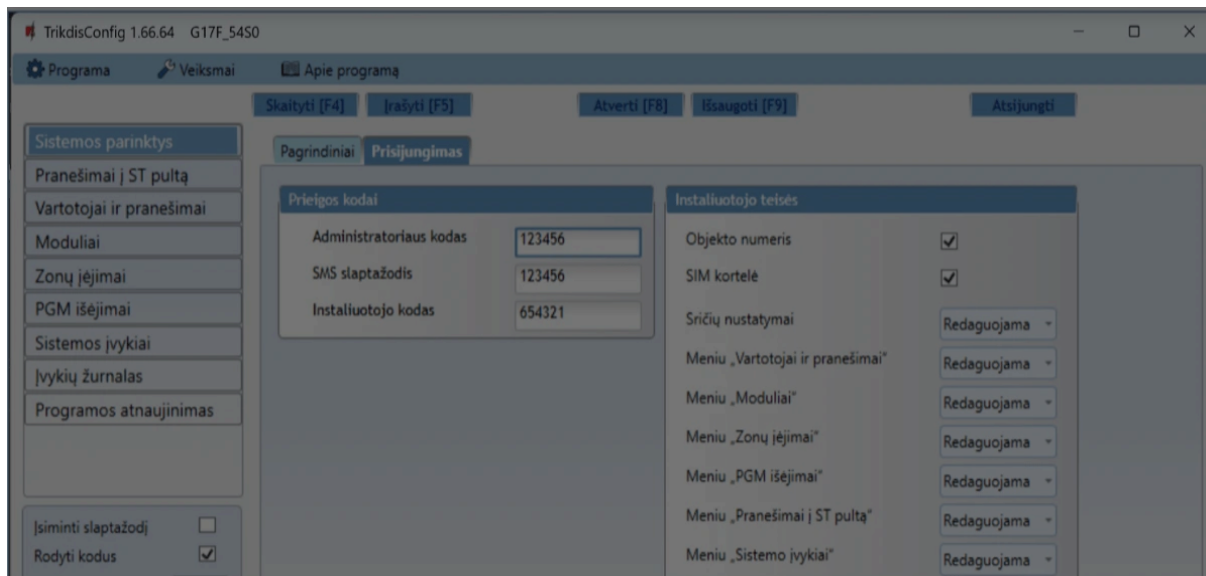 TrikdisConfig 1.66.64 G17F_54S0
Programa Veiksmai Apie programą
Skaityti [F4] Įrašyti [F5] Atverti [F8] Išsaugoti [F9] Atsijungti
Sistemos parinktys
Pranešimai į ST pultą
Vartotojai ir pranešimai
Moduliai
Zonų įėjimai
PGM išėjimai
Sistemos įvykiai
Įvykių žurnalas
Programos atnaujinimas
Įsiminti slaptažodį
Rodyti kodus
Pagrindiniai Prisijungimas
Prieigos kodai
Administratoriaus kodas 123456
SMS slaptažodis 123456
Instaliuotojo kodas 654321
Instaliuotojo teisės
Objekto numeris
SIM kortelė
Sričių nustatymai Redaguojama
Meniu „Vartotojai ir pranešimai“ Redaguojama
Meniu „Moduliai“ Redaguojama
Meniu „Zonų įėjimai“ Redaguojama
Meniu „PGM išėjimai“ Redaguojama
Meniu „Pranešimai į ST pultą“ Redaguojama
Meniu „Sistemo įvykiai“ Redaguojama